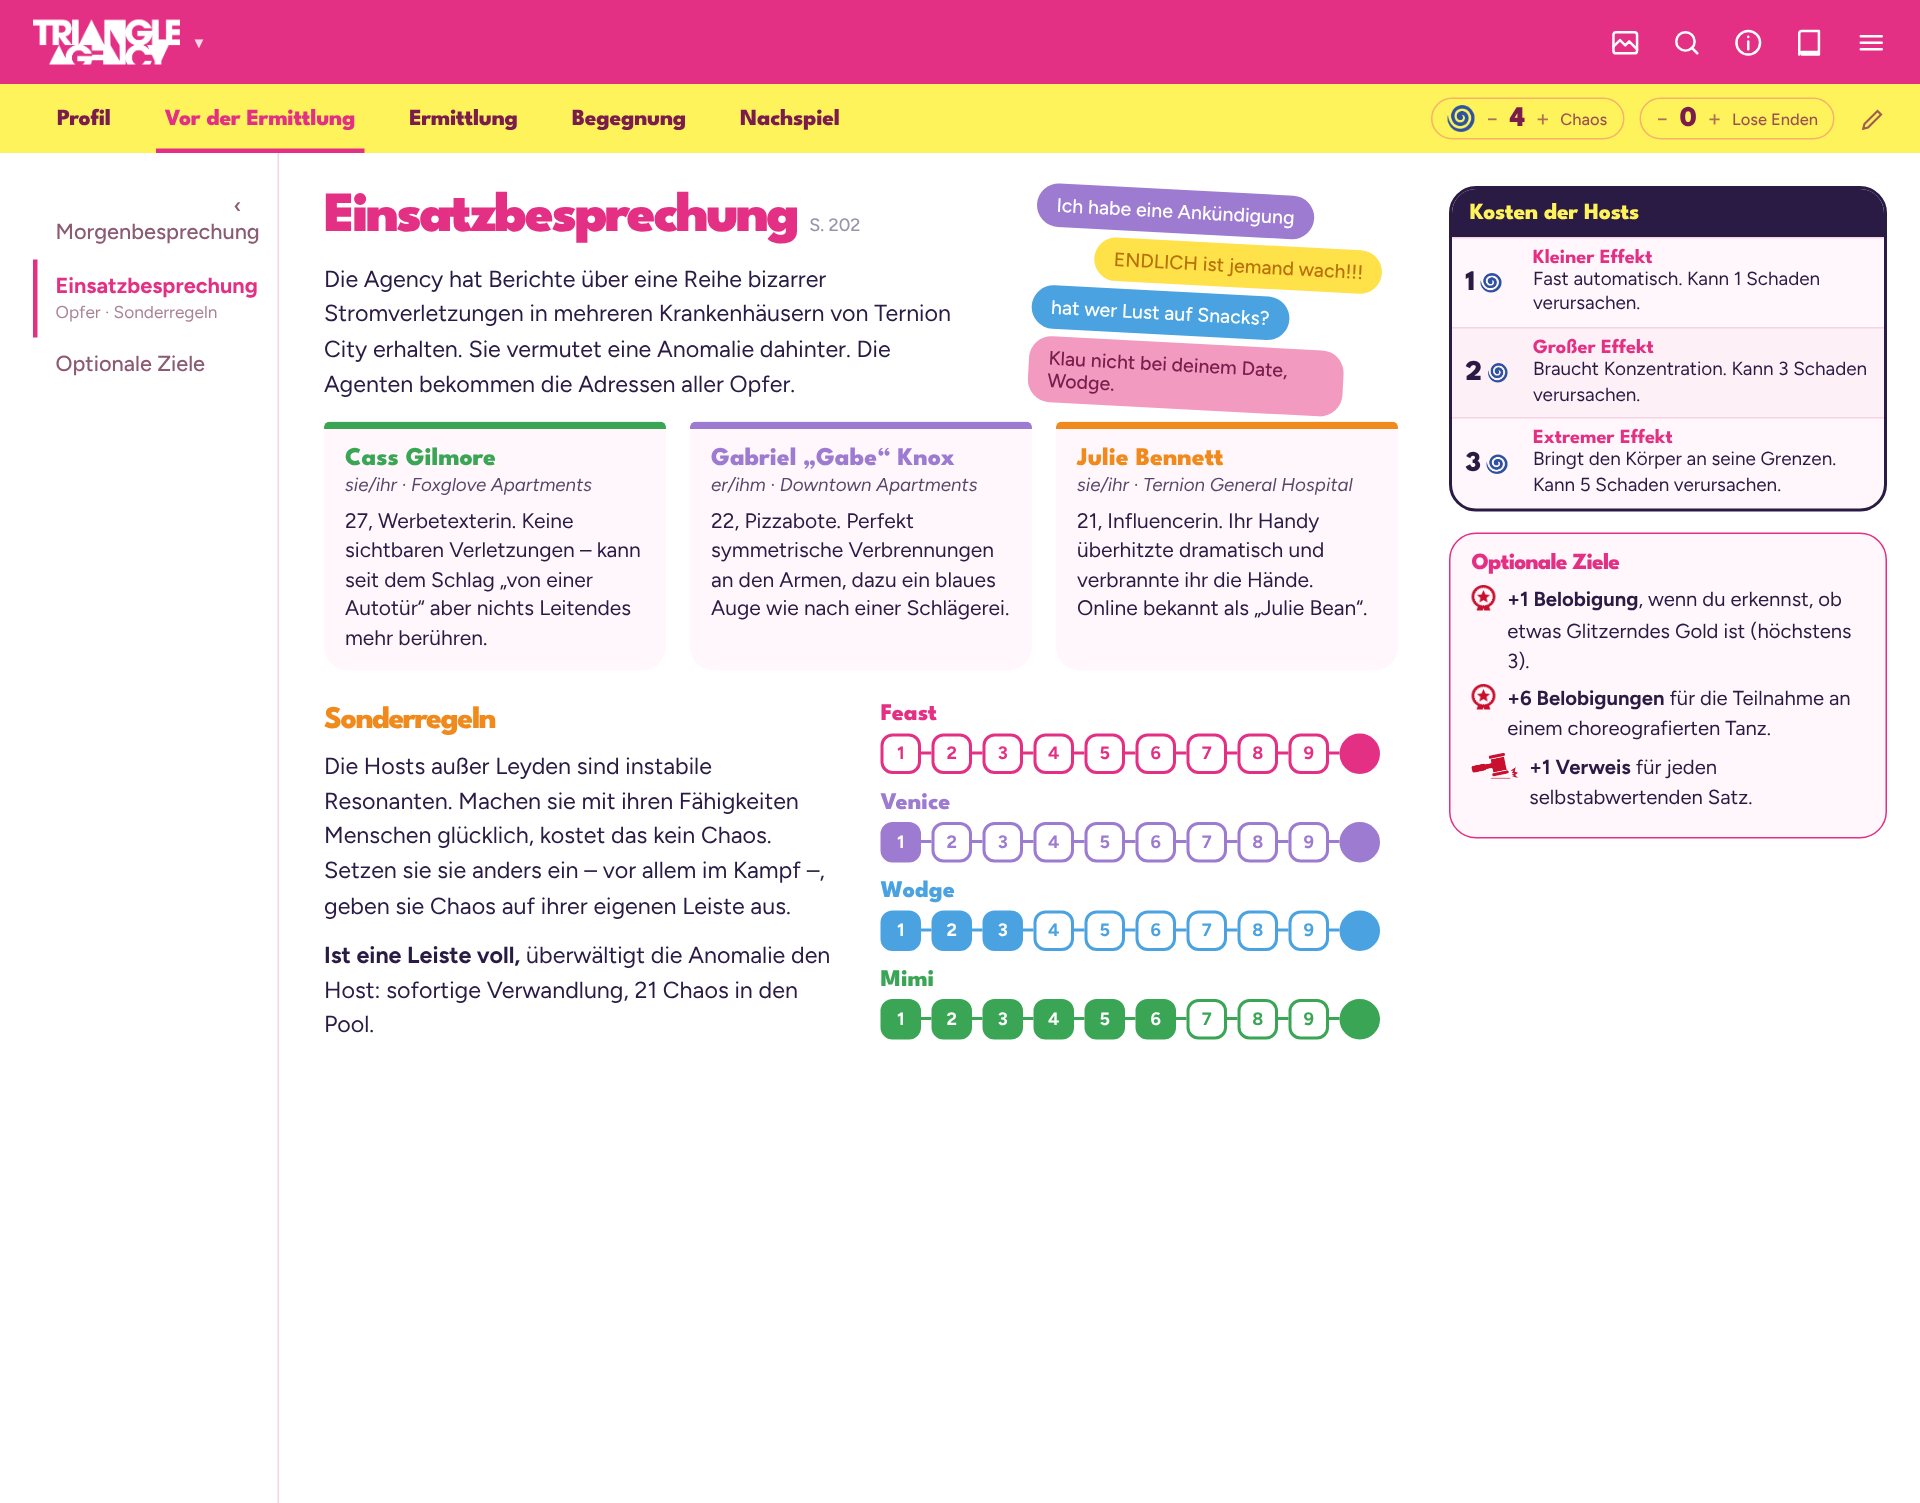 TRIANGLE
AGENCY
Profil
Vor der Ermittlung
Ermittlung
Begegnung
Nachspiel
− 4 + Chaos
− 0 + Lose Enden
Morgenbesprechung
Einsatzbesprechung
Opfer · Sonderregeln
Optionale Ziele
Einsatzbesprechung S. 202
Die Agency hat Berichte über eine Reihe bizarrer
Stromverletzungen in mehreren Krankenhäusern von Ternion
City erhalten. Sie vermutet eine Anomalie dahinter. Die
Agenten bekommen die Adressen aller Opfer.
Ich habe eine Ankündigung
ENDLICH ist jemand wach!!!
hat wer Lust auf Snacks?
Klau nicht bei deinem Date,
Wodge.
Cass Gilmore
sie/ihr · Foxglove Apartments
27, Werbetexterin. Keine
sichtbaren Verletzungen – kann
seit dem Schlag „von einer
Autotür“ aber nichts Leitendes
mehr berühren.
Gabriel „Gabe“ Knox
er/ihm · Downtown Apartments
22, Pizzabote. Perfekt
symmetrische Verbrennungen
an den Armen, dazu ein blaues
Auge wie nach einer Schlägerei.
Julie Bennett
sie/ihr · Ternion General Hospital
21, Influencerin. Ihr Handy
überhitzte dramatisch und
verbrannte ihr die Hände.
Online bekannt als „Julie Bean“.
Sonderregeln
Die Hosts außer Leyden sind instabile
Resonanten. Machen sie mit ihren Fähigkeiten
Menschen glücklich, kostet das kein Chaos.
Setzen sie sie anders ein – vor allem im Kampf –,
geben sie Chaos auf ihrer eigenen Leiste aus.
Ist eine Leiste voll, überwältigt die Anomalie den
Host: sofortige Verwandlung, 21 Chaos in den
Pool.
Feast
1 2 3 4 5 6 7 8 9
Venice
1 2 3 4 5 6 7 8 9
Wodge
1 2 3 4 5 6 7 8 9
Mimi
1 2 3 4 5 6 7 8 9
Kosten der Hosts
1
Kleiner Effekt
Fast automatisch. Kann 1 Schaden
verursachen.
2
Großer Effekt
Braucht Konzentration. Kann 3 Schaden
verursachen.
3
Extremer Effekt
Bringt den Körper an seine Grenzen.
Kann 5 Schaden verursachen.
Optionale Ziele
+1 Belobigung, wenn du erkennst, ob
etwas Glitzerndes Gold ist (höchstens
3).
+6 Belobigungen für die Teilnahme an
einem choreografierten Tanz.
+1 Verweis für jeden
selbstabwertenden Satz.